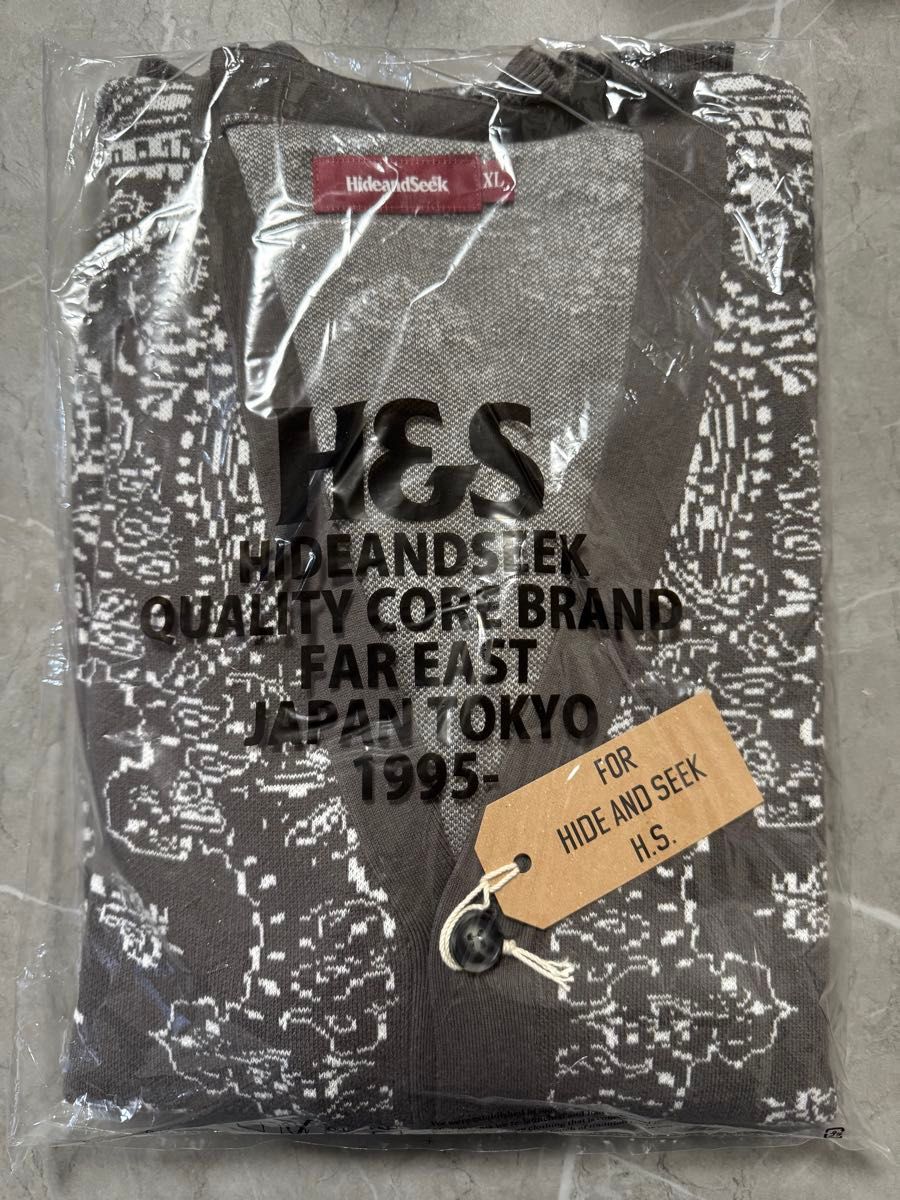 HideandSeek XL
H&S
HIDEANDSEEK
QUALITY CORE BRAND
FAR EAST
JAPAN TOKYO
1995-
FOR
HIDE AND SEEK
H.S.